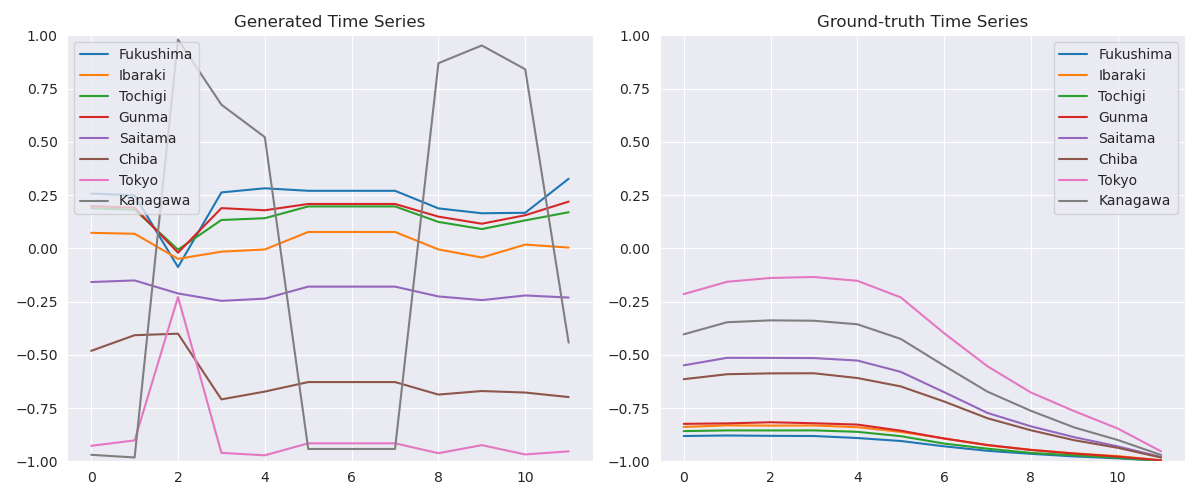 Generated Time Series
1.00
0.75
0.50
0.25
0.00
−0.25
−0.50
−0.75
−1.00
Fukushima
Ibaraki
Tochigi
Gunma
Saitama
Chiba
Tokyo
Kanagawa
0 2 4 6 8 10
Ground-truth Time Series
1.00
0.75
0.50
0.25
0.00
−0.25
−0.50
−0.75
−1.00
Fukushima
Ibaraki
Tochigi
Gunma
Saitama
Chiba
Tokyo
Kanagawa
0 2 4 6 8 10